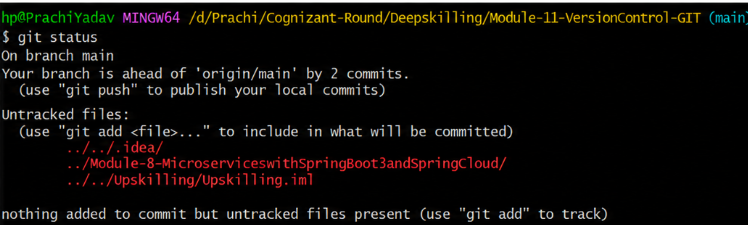 hp@PrachiYadav MINGW64 /d/Prachi/Cognizant-Round/Deepskilling/Module-11-VersionControl-GIT (main)
$ git status
On branch main
Your branch is ahead of 'origin/main' by 2 commits.
  (use "git push" to publish your local commits)
Untracked files:
  (use "git add <file>..." to include in what will be committed)
        ../../.idea/
        ../Module-8-MicroserviceswithSpringBoot3andSpringCloud/
        ../../Upskilling/Upskilling.iml
nothing added to commit but untracked files present (use "git add" to track)